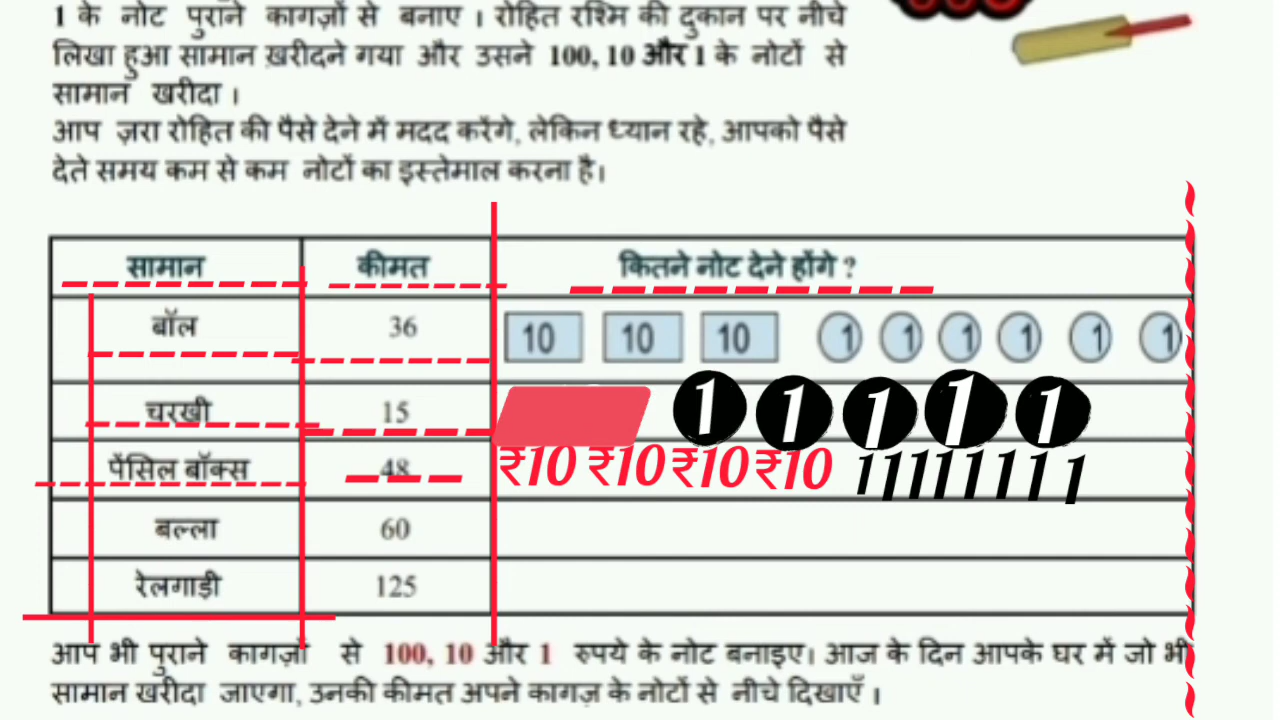 1 के नोट पुराने कागज़ों से बनाए । रोहित रश्मि की दुकान पर नीचे
लिखा हुआ सामान ख़रीदने गया और उसने 100, 10 और 1 के नोटों से
सामान खरीदा ।
आप ज़रा रोहित की पैसे देने में मदद करेंगे, लेकिन ध्यान रहे, आपको पैसे
देते समय कम से कम नोटों का इस्तेमाल करना है।
सामान कीमत कितने नोट देने होंगे ?
बॉल 36 10 10 10 1 1 1 1 1 1
चरखी 15 1 1 1 1 1
पेंसिल बॉक्स 48 ₹10 ₹10 ₹10 ₹10 1 1 1 1 1 1 1 1
बल्ला 60
रेलगाड़ी 125
आप भी पुराने कागज़ों से 100, 10 और 1 रुपये के नोट बनाइए। आज के दिन आपके घर में जो भी
सामान खरीदा जाएगा, उनकी कीमत अपने कागज़ के नोटों से नीचे दिखाएँ ।